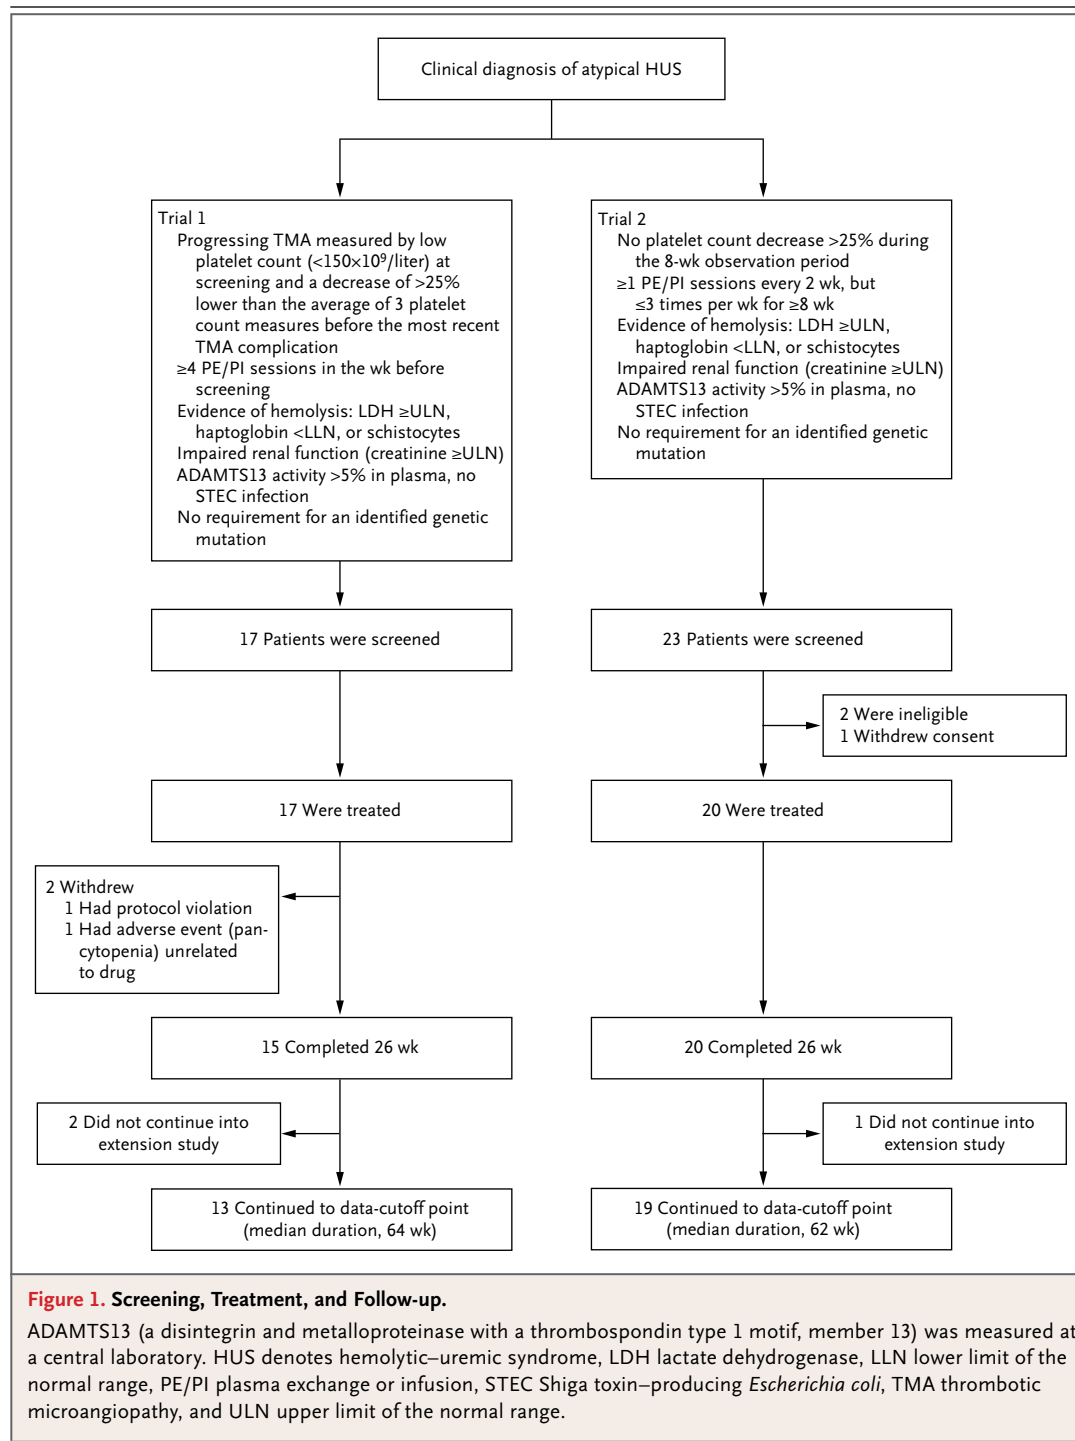 Clinical diagnosis of atypical HUS
Trial 1
Progressing TMA measured by low
platelet count (<150×10⁹/liter) at
screening and a decrease of >25%
lower than the average of 3 platelet
count measures before the most recent
TMA complication
≥4 PE/PI sessions in the wk before
screening
Evidence of hemolysis: LDH ≥ULN,
haptoglobin <LLN, or schistocytes
Impaired renal function (creatinine ≥ULN)
ADAMTS13 activity >5% in plasma, no
STEC infection
No requirement for an identified genetic
mutation
Trial 2
No platelet count decrease >25% during
the 8-wk observation period
≥1 PE/PI sessions every 2 wk, but
≤3 times per wk for ≥8 wk
Evidence of hemolysis: LDH ≥ULN,
haptoglobin <LLN, or schistocytes
Impaired renal function (creatinine ≥ULN)
ADAMTS13 activity >5% in plasma, no
STEC infection
No requirement for an identified genetic
mutation
17 Patients were screened
23 Patients were screened
2 Were ineligible
1 Withdrew consent
17 Were treated
20 Were treated
2 Withdrew
1 Had protocol violation
1 Had adverse event (pan-
cytopenia) unrelated
to drug
15 Completed 26 wk
20 Completed 26 wk
2 Did not continue into
extension study
1 Did not continue into
extension study
13 Continued to data-cutoff point
(median duration, 64 wk)
19 Continued to data-cutoff point
(median duration, 62 wk)
Figure 1. Screening, Treatment, and Follow-up.
ADAMTS13 (a disintegrin and metalloproteinase with a thrombospondin type 1 motif, member 13) was measured at
a central laboratory. HUS denotes hemolytic–uremic syndrome, LDH lactate dehydrogenase, LLN lower limit of the
normal range, PE/PI plasma exchange or infusion, STEC Shiga toxin–producing Escherichia coli, TMA thrombotic
microangiopathy, and ULN upper limit of the normal range.